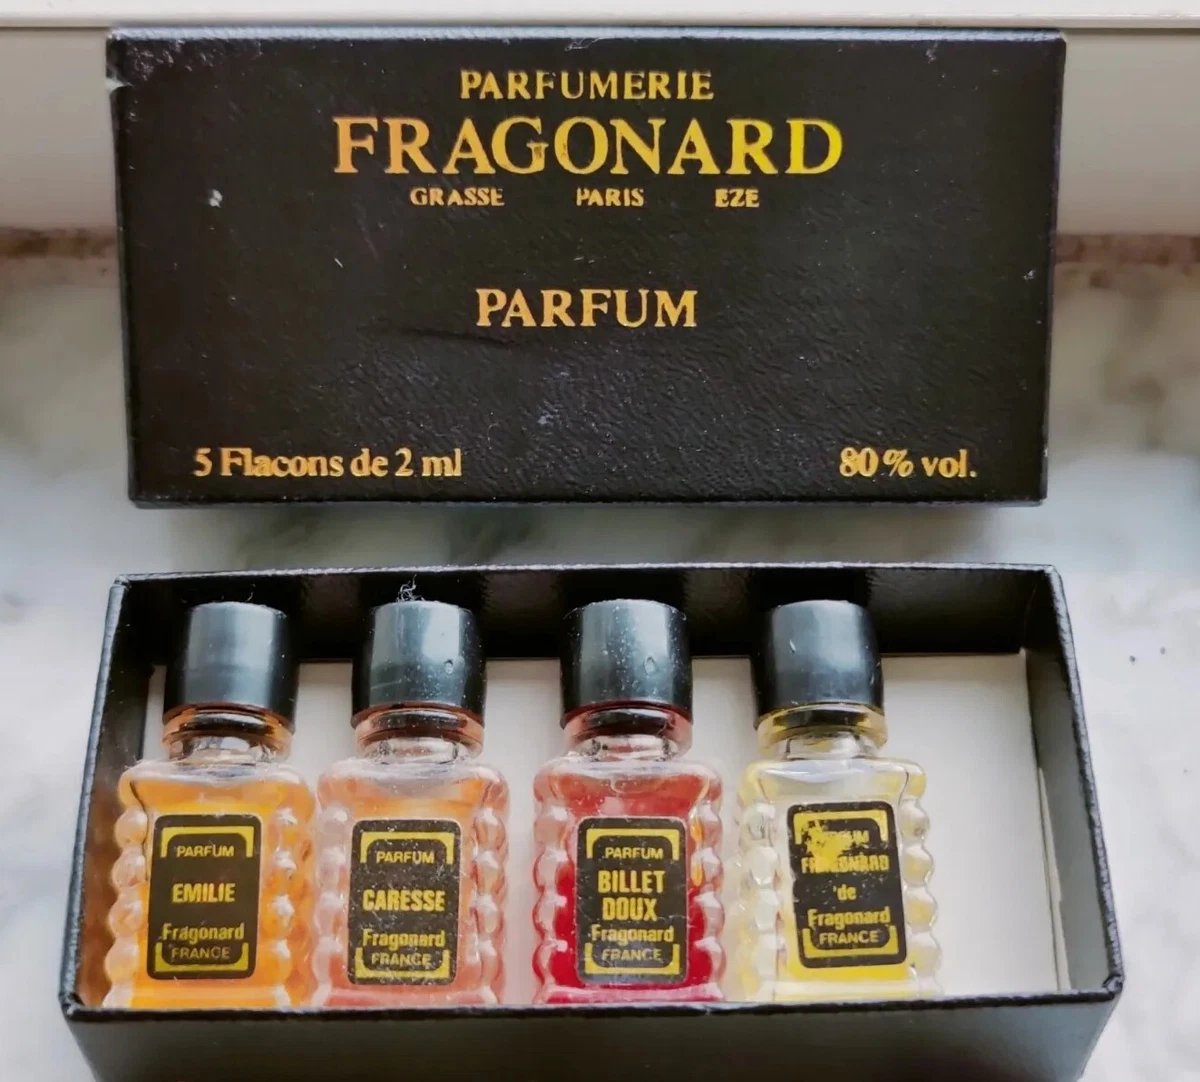 PARFUMERIE
FRAGONARD
GRASSE PARIS EZE
PARFUM
5 Flacons de 2 ml 80% vol.
PARFUM
EMILIE
Fragonard
FRANCE
PARFUM
CARESSE
Fragonard
FRANCE
PARFUM
BILLET
DOUX
Fragonard
FRANCE
FRAGONARD
de
Fragonard
FRANCE